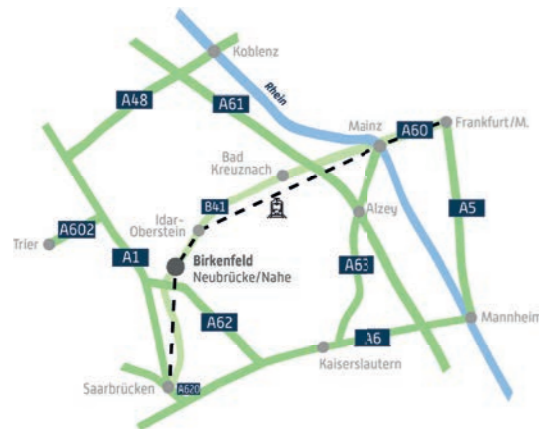 Koblenz
A48
A61
Rhein
Mainz
A60
Frankfurt/M.
Bad
Kreuznach
B41
Idar-
Oberstein
Alzey
A5
A602
Trier
A1
Birkenfeld
Neubrücke/Nahe
A63
A62
Mannheim
A6
Kaiserslautern
Saarbrücken
A620